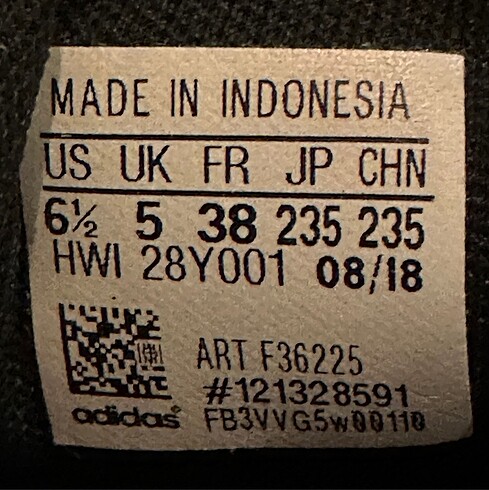 MADE IN INDONESIA
US UK FR JP CHN
6½ 5 38 235 235
HWI 28Y001 08/18
ART F36225
#121328591
adidas® FB3VVG5w00110